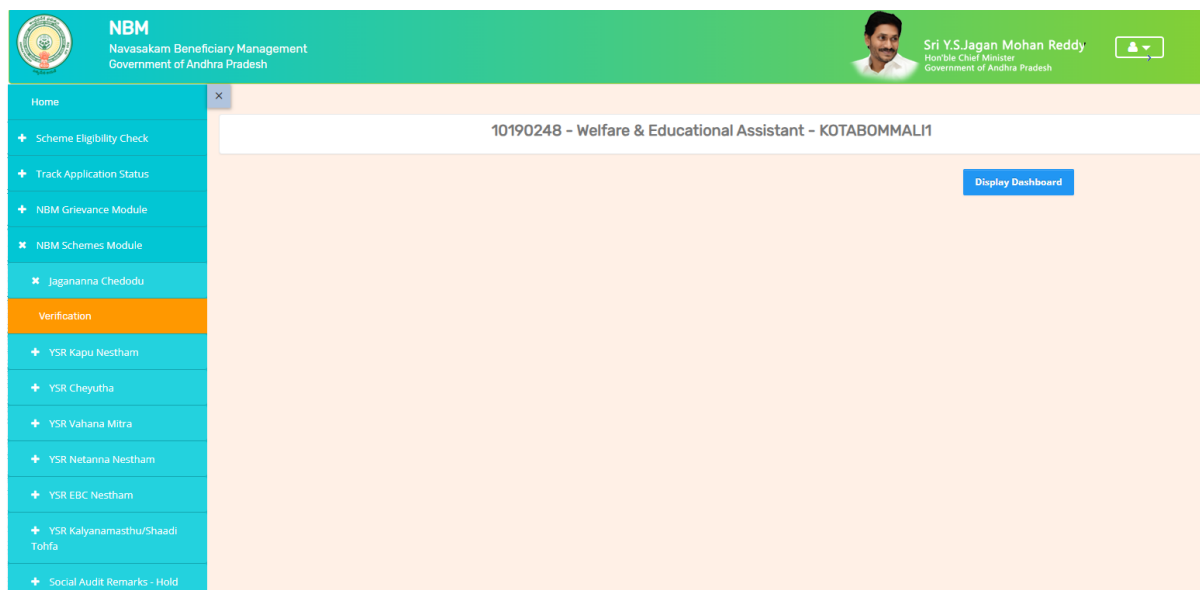 NBM
Navasakam Beneficiary Management
Government of Andhra Pradesh
Sri Y.S.Jagan Mohan Reddy
Hon'ble Chief Minister
Government of Andhra Pradesh
Home
×
10190248 - Welfare & Educational Assistant - KOTABOMMALI1
Display Dashboard
Scheme Eligibility Check
Track Application Status
NBM Grievance Module
NBM Schemes Module
Jagananna Chedodu
Verification
YSR Kapu Nestham
YSR Cheyutha
YSR Vahana Mitra
YSR Netanna Nestham
YSR EBC Nestham
YSR Kalyanamasthu/Shaadi
Tohfa
Social Audit Remarks - Hold